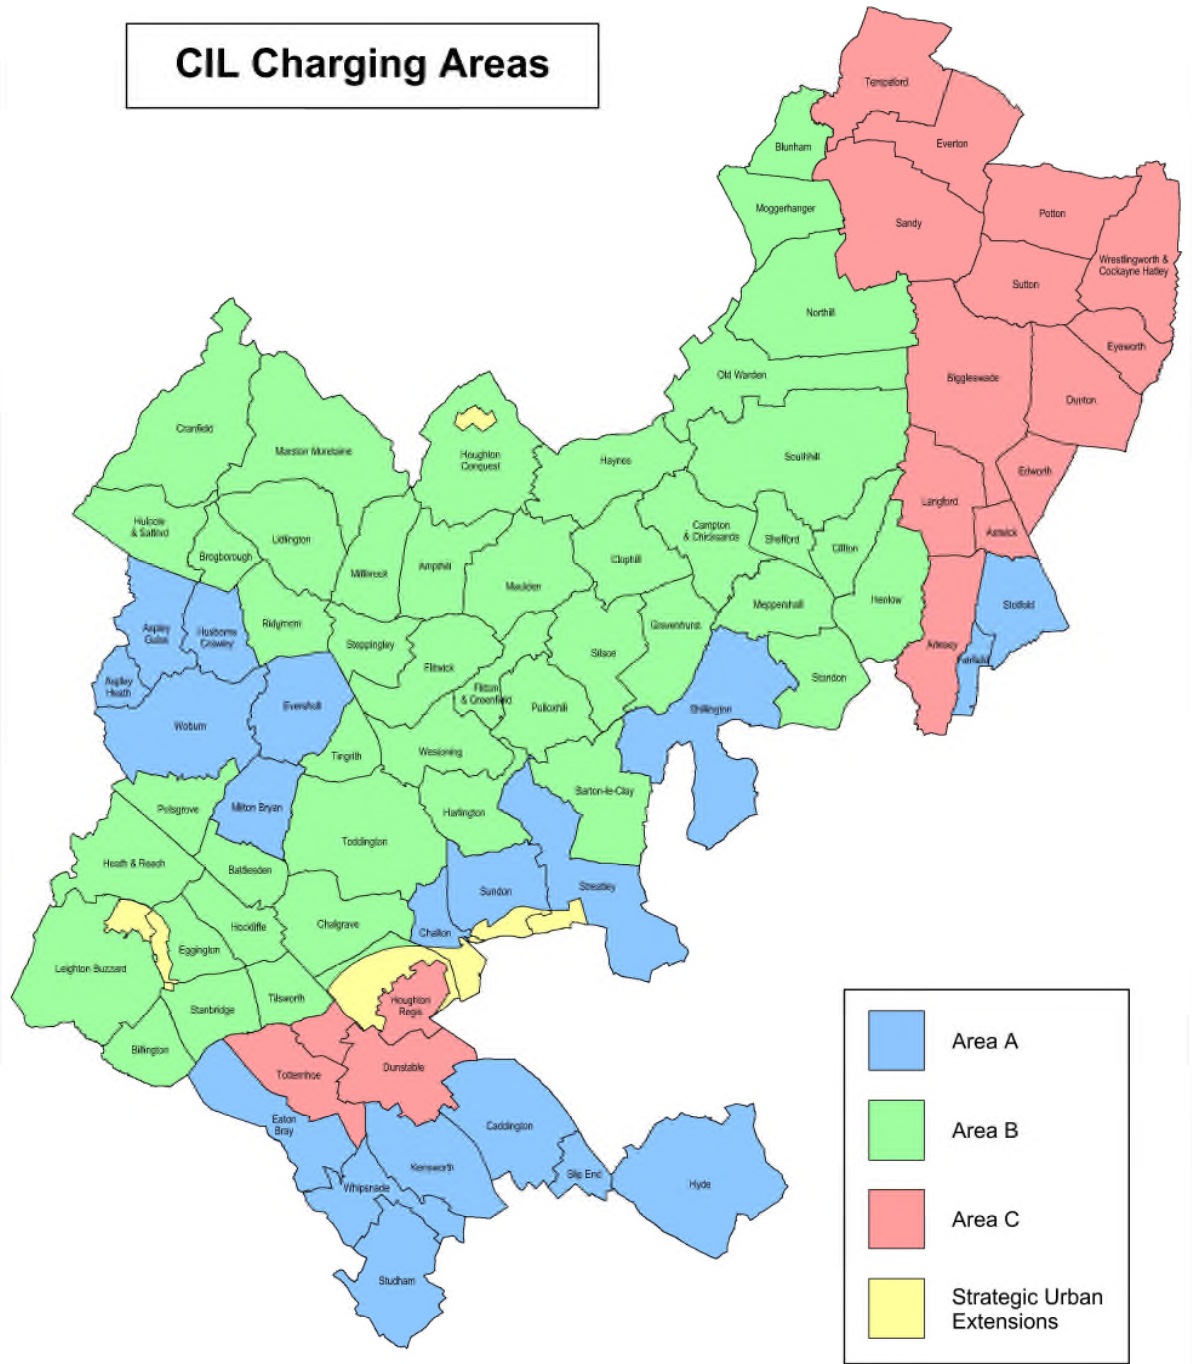 CIL Charging Areas
Tempsford
Blunham
Everton
Moggerhanger
Sandy
Potton
Wrestlingworth &
Cockayne Hatley
Sutton
Northill
Eyeworth
Old Warden
Biggleswade
Dunton
Cranfield
Marston Moretaine
Houghton
Conquest
Haynes
Southill
Edworth
Langford
Hulcote
& Salford
Brogborough
Lidlington
Millbrook
Ampthill
Maulden
Clophill
Campton
& Chicksands
Shefford
Clifton
Astwick
Henlow
Meppershall
Stotfold
Aspley
Guise
Husborne
Crawley
Ridgmont
Steppingley
Flitwick
Silsoe
Gravenhurst
Arlesey
Fairfield
Aspley
Heath
Woburn
Eversholt
Flitton
& Greenfield
Pulloxhill
Shillington
Stondon
Tingrith
Westoning
Potsgrove
Milton Bryan
Harlington
Barton-le-Clay
Toddington
Heath & Reach
Battlesden
Sundon
Streatley
Hockliffe
Chalgrave
Chalton
Eggington
Leighton Buzzard
Stanbridge
Tilsworth
Houghton
Regis
Billington
Totternhoe
Dunstable
Eaton
Bray
Caddington
Kensworth
Slip End
Whipsnade
Hyde
Studham
Area A
Area B
Area C
Strategic Urban
Extensions